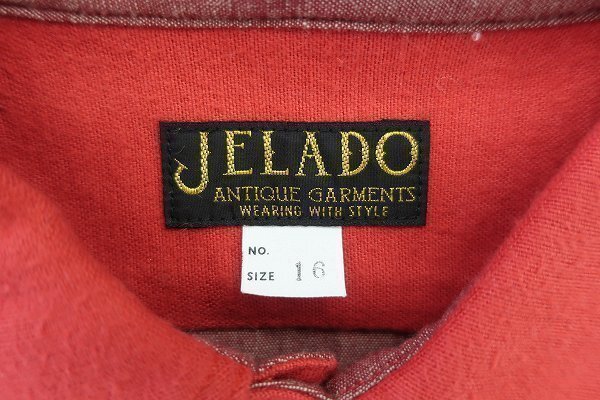 JELADO
ANTIQUE GARMENTS
WEARING WITH STYLE
NO.
SIZE 16